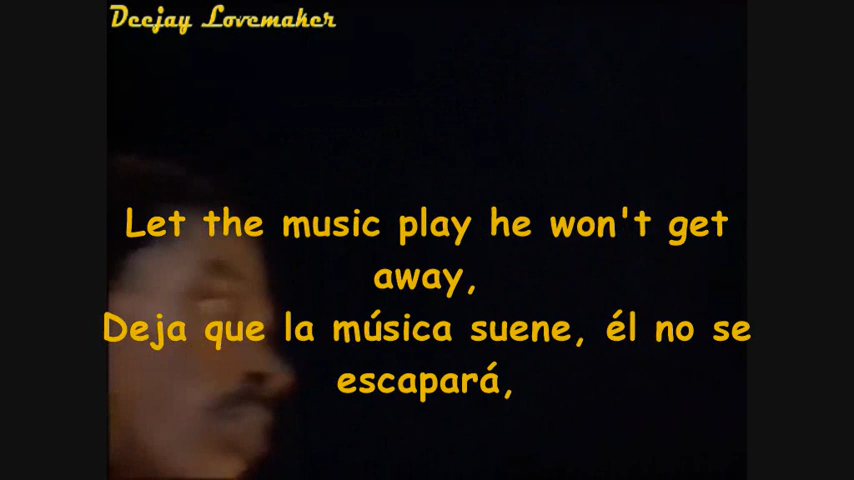 Deejay Lovemaker
Let the music play he won't get
away,
Deja que la música suene, él no se
escapará,